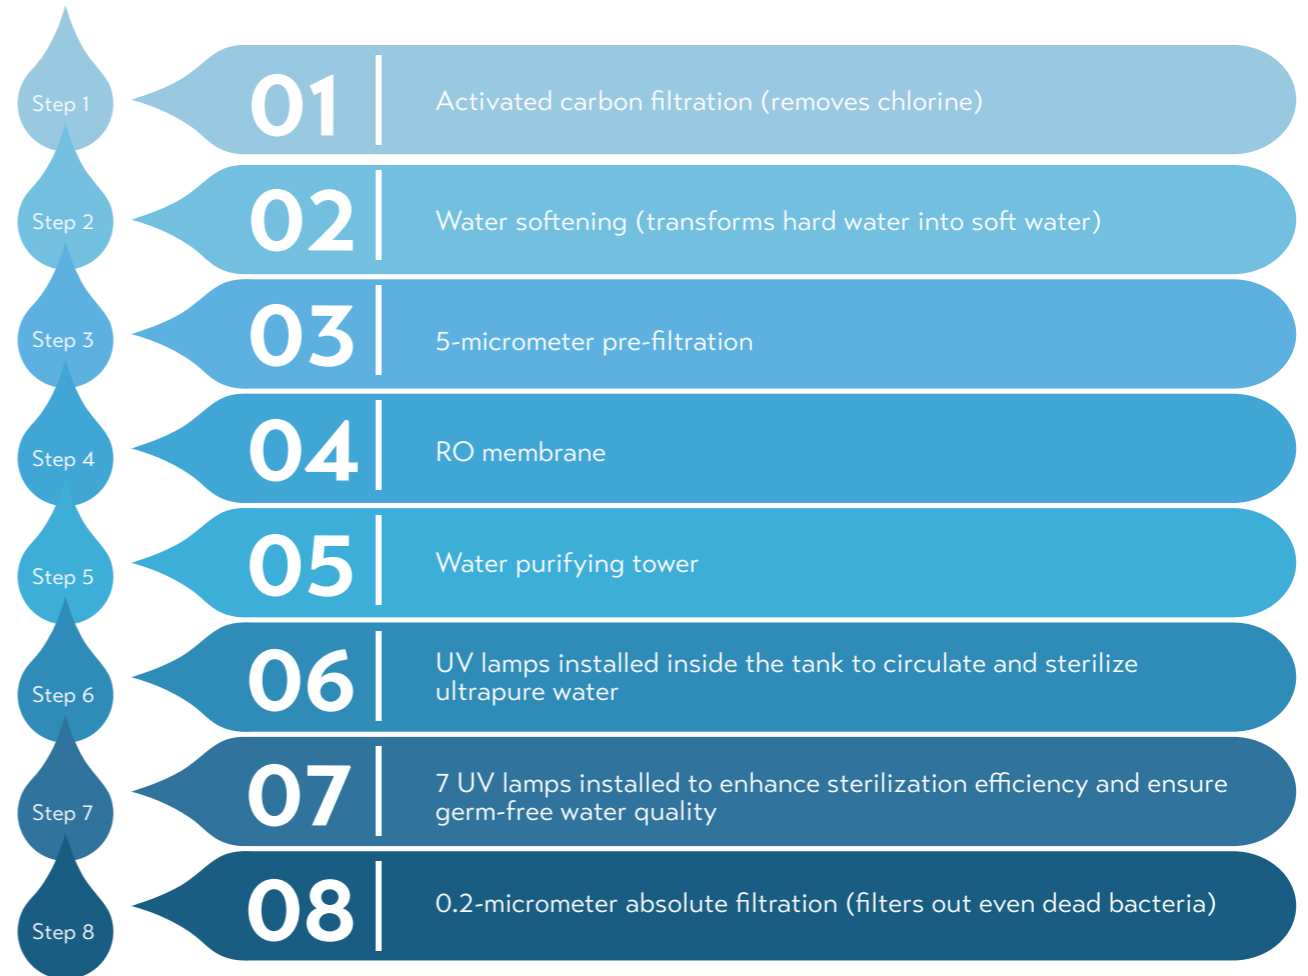 Step 1
01
Activated carbon filtration (removes chlorine)
Step 2
02
Water softening (transforms hard water into soft water)
Step 3
03
5-micrometer pre-filtration
Step 4
04
RO membrane
Step 5
05
Water purifying tower
Step 6
06
UV lamps installed inside the tank to circulate and sterilize
ultrapure water
Step 7
07
7 UV lamps installed to enhance sterilization efficiency and ensure
germ-free water quality
Step 8
08
0.2-micrometer absolute filtration (filters out even dead bacteria)